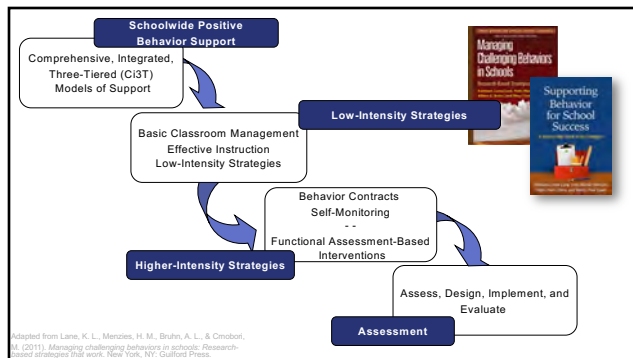 Schoolwide Positive
Behavior Support
Comprehensive, Integrated,
Three-Tiered (Ci3T)
Models of Support
Managing
Challenging Behaviors
in Schools
Supporting
Behavior
for School
Success
Low-Intensity Strategies
Basic Classroom Management
Effective Instruction
Low-Intensity Strategies
Behavior Contracts
Self-Monitoring
- -
Functional Assessment-Based
Interventions
Higher-Intensity Strategies
Assess, Design, Implement, and
Evaluate
Assessment
Adapted from Lane, K. L., Menzies, H. M., Bruhn, A. L., & Crnobori,
M. (2011). Managing challenging behaviors in schools: Research-
based strategies that work. New York, NY: Guilford Press.